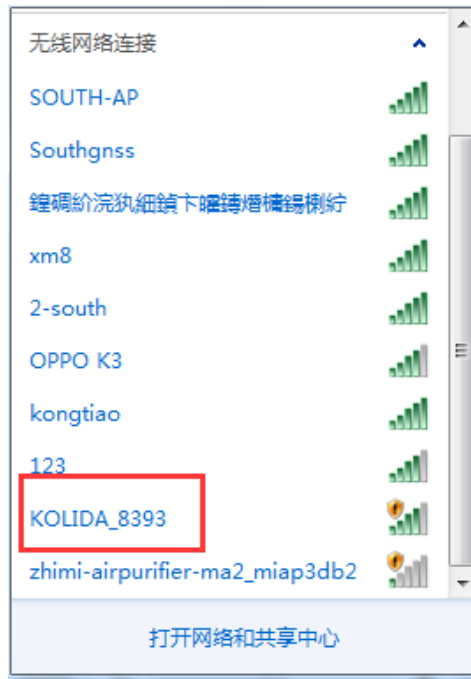 无线网络连接
SOUTH-AP
Southgnss
xm8
2-south
OPPO K3
kongtiao
123
KOLIDA_8393
zhimi-airpurifier-ma2_miap3db2
打开网络和共享中心